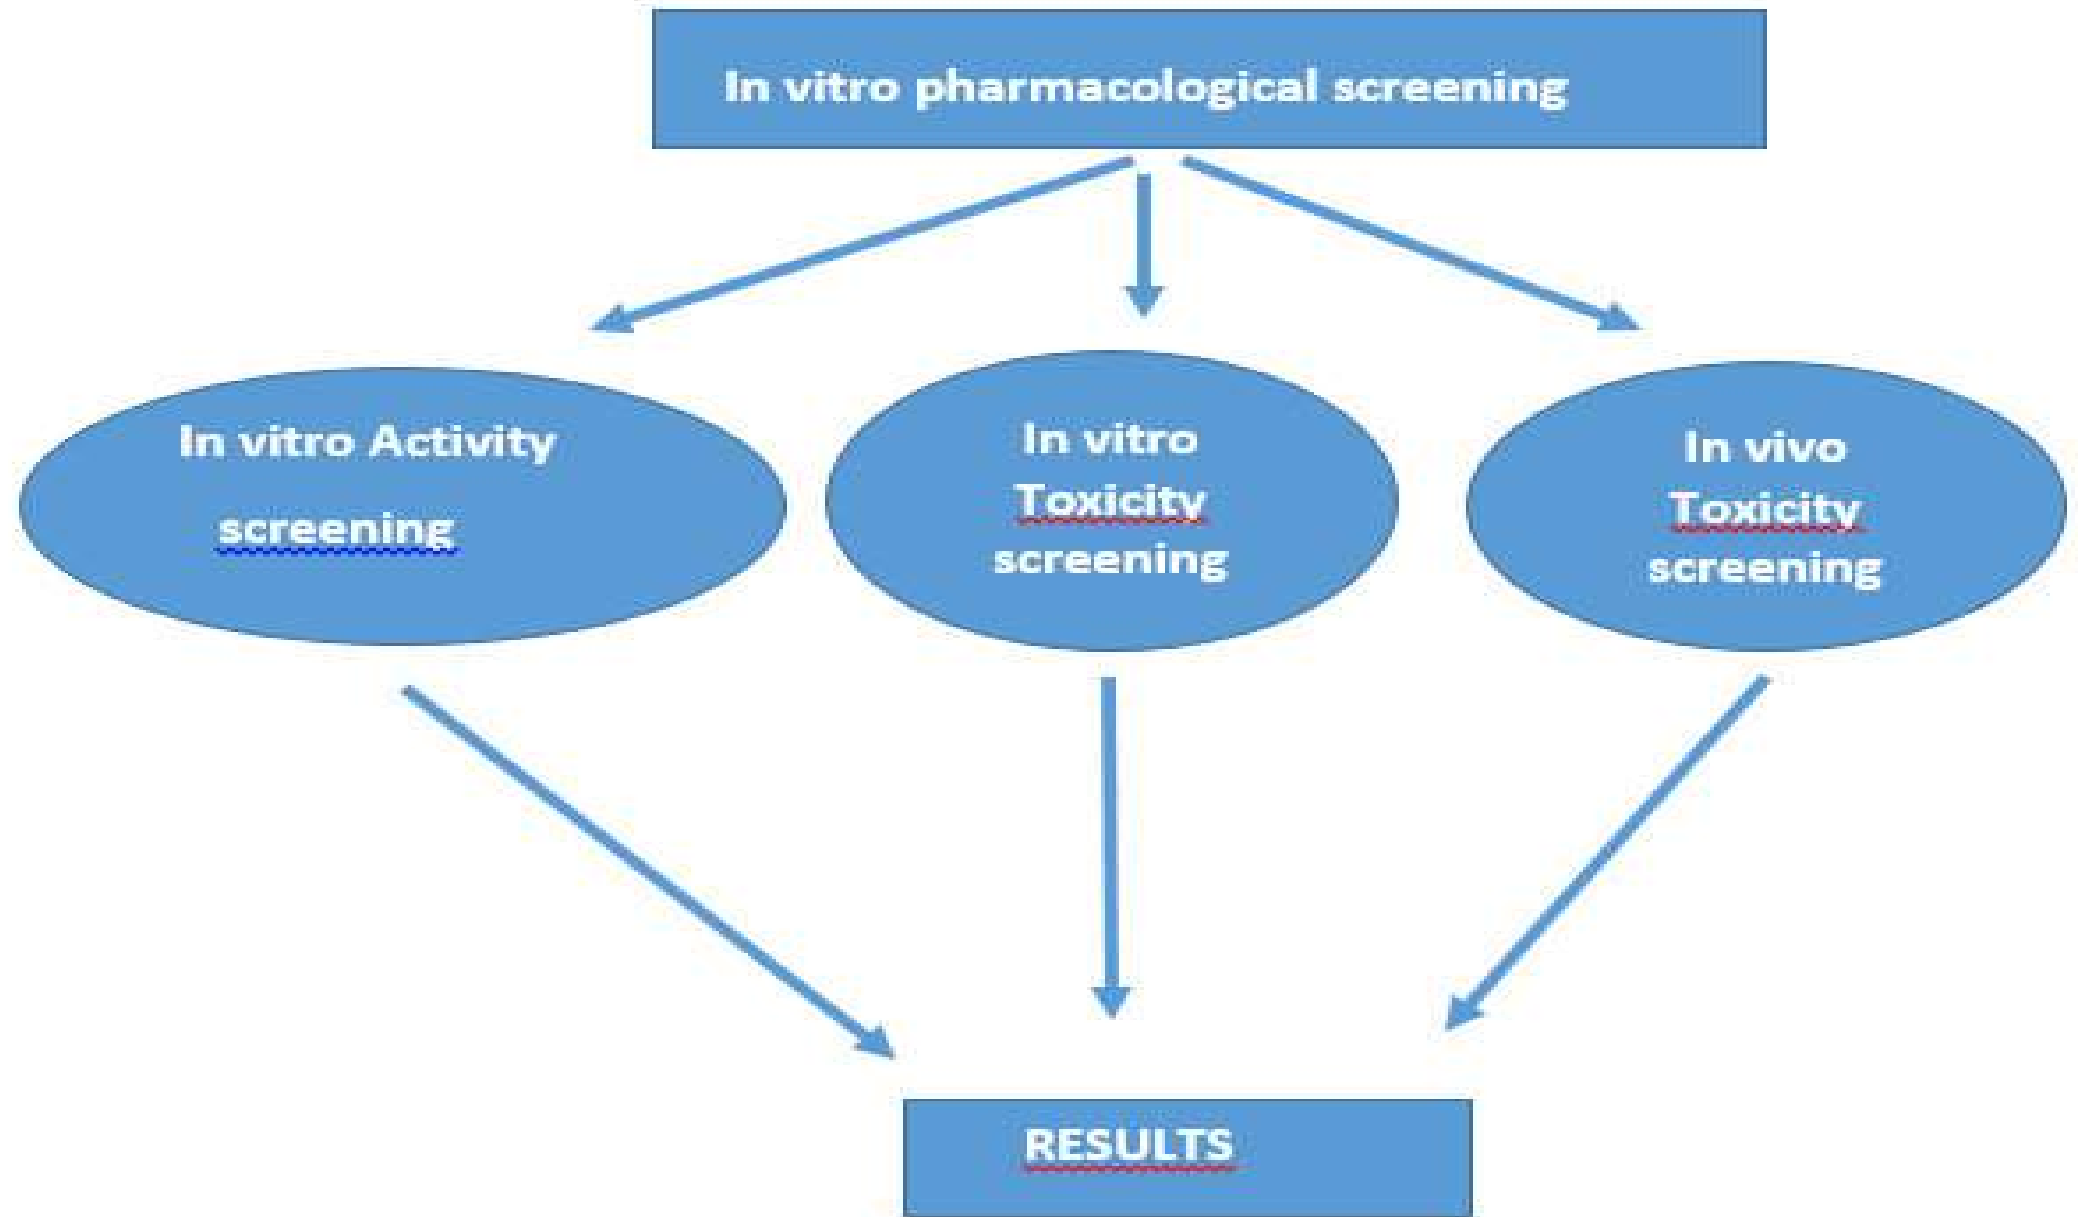 In vitro pharmacological screening
In vitro Activity
screening
In vitro
Toxicity
screening
In vivo
Toxicity
screening
RESULTS